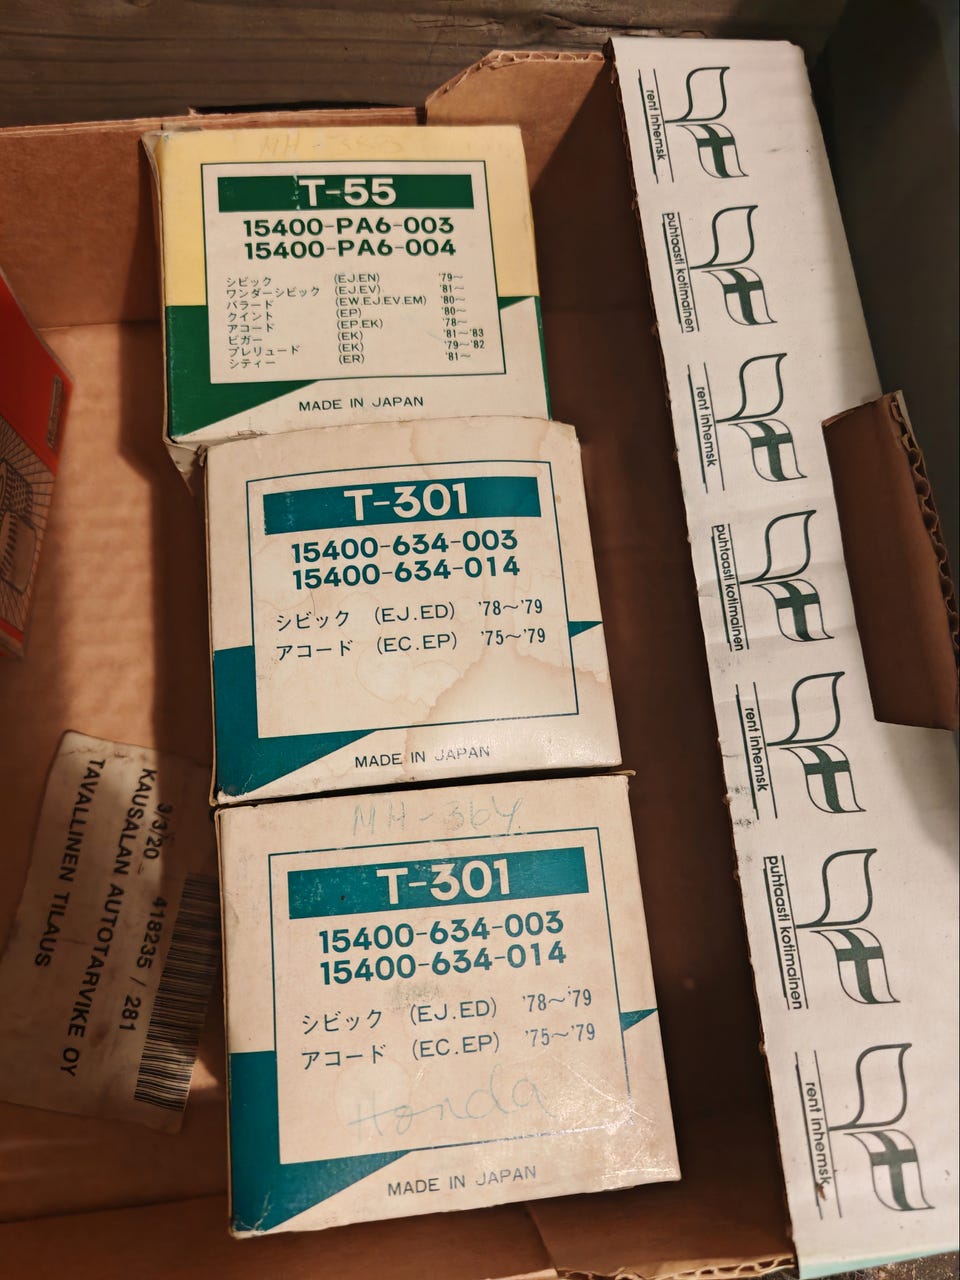 MH-
T-55
15400-PA6-003
15400-PA6-004
シビック (EJ.EN) '79~
ワンダーシビック (EJ.EV) '81~
バラード (EW.EJ.EV.EM) '80~
クイント (EP) '80~
アコード (EP.EK) '78~
ビガー (EK) '81~'83
プレリュード (EK) '79~'82
シティー (ER) '81~
MADE IN JAPAN
T-301
15400-634-003
15400-634-014
シビック (EJ.ED) '78~'79
アコード (EC.EP) '75~'79
MADE IN JAPAN
MH-364
T-301
15400-634-003
15400-634-014
シビック (EJ.ED) '78~'79
アコード (EC.EP) '75~'79
Honda
MADE IN JAPAN
3/3/20- 418235 / 281
KAUSALAN AUTOTARVIKE OY
TAVALLINEN TILAUS
rent inhemsk
puhtaasti kotimainen
rent inhemsk
puhtaasti kotimainen
rent inhemsk
puhtaasti kotimainen
rent inhemsk